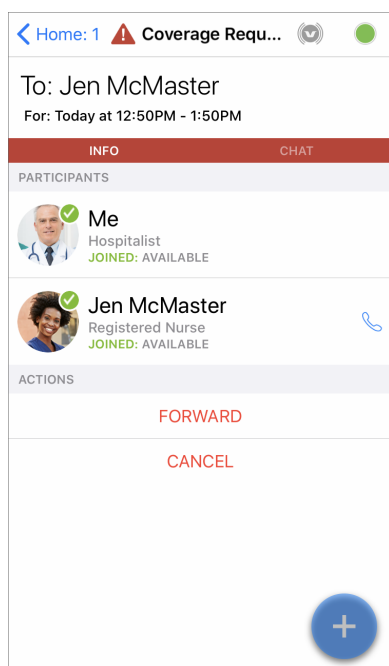 Home: 1 Coverage Requ...
To: Jen McMaster
For: Today at 12:50PM - 1:50PM
INFO CHAT
PARTICIPANTS
Me
Hospitalist
JOINED: AVAILABLE
Jen McMaster
Registered Nurse
JOINED: AVAILABLE
ACTIONS
FORWARD
CANCEL